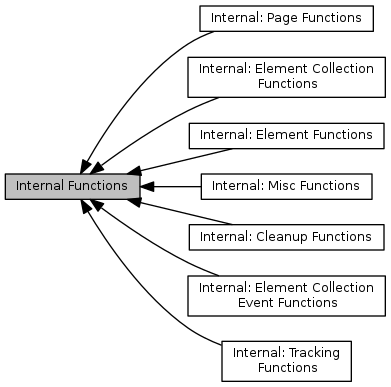 Internal: Page Functions
Internal: Element Collection
Functions
Internal: Element Functions
Internal Functions
Internal: Misc Functions
Internal: Cleanup Functions
Internal: Element Collection
Event Functions
Internal: Tracking
Functions